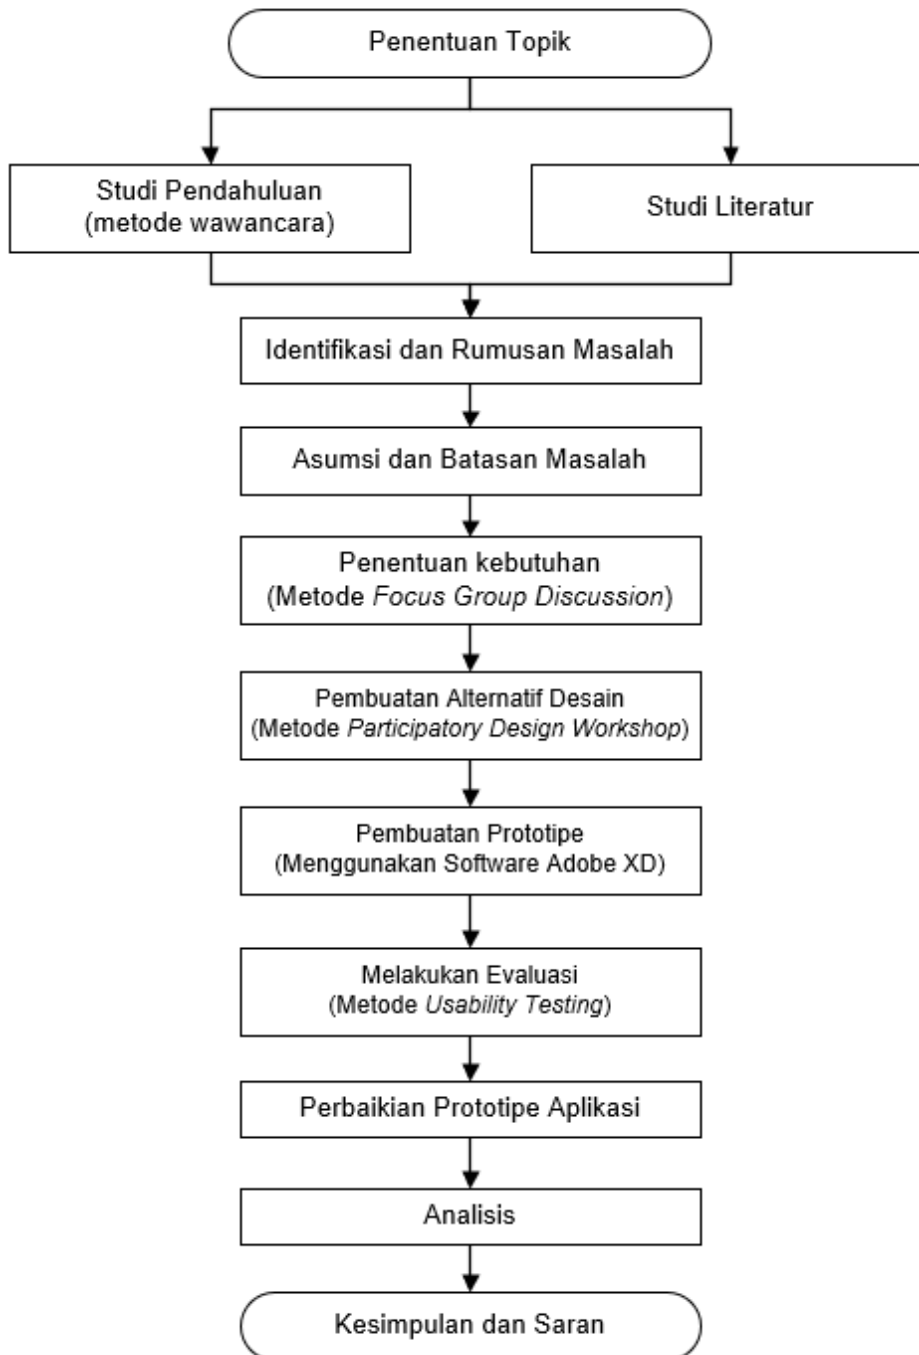 Penentuan Topik
Studi Pendahuluan
(metode wawancara)
Studi Literatur
Identifikasi dan Rumusan Masalah
Asumsi dan Batasan Masalah
Penentuan kebutuhan
(Metode Focus Group Discussion)
Pembuatan Alternatif Desain
(Metode Participatory Design Workshop)
Pembuatan Prototipe
(Menggunakan Software Adobe XD)
Melakukan Evaluasi
(Metode Usability Testing)
Perbaikian Prototipe Aplikasi
Analisis
Kesimpulan dan Saran